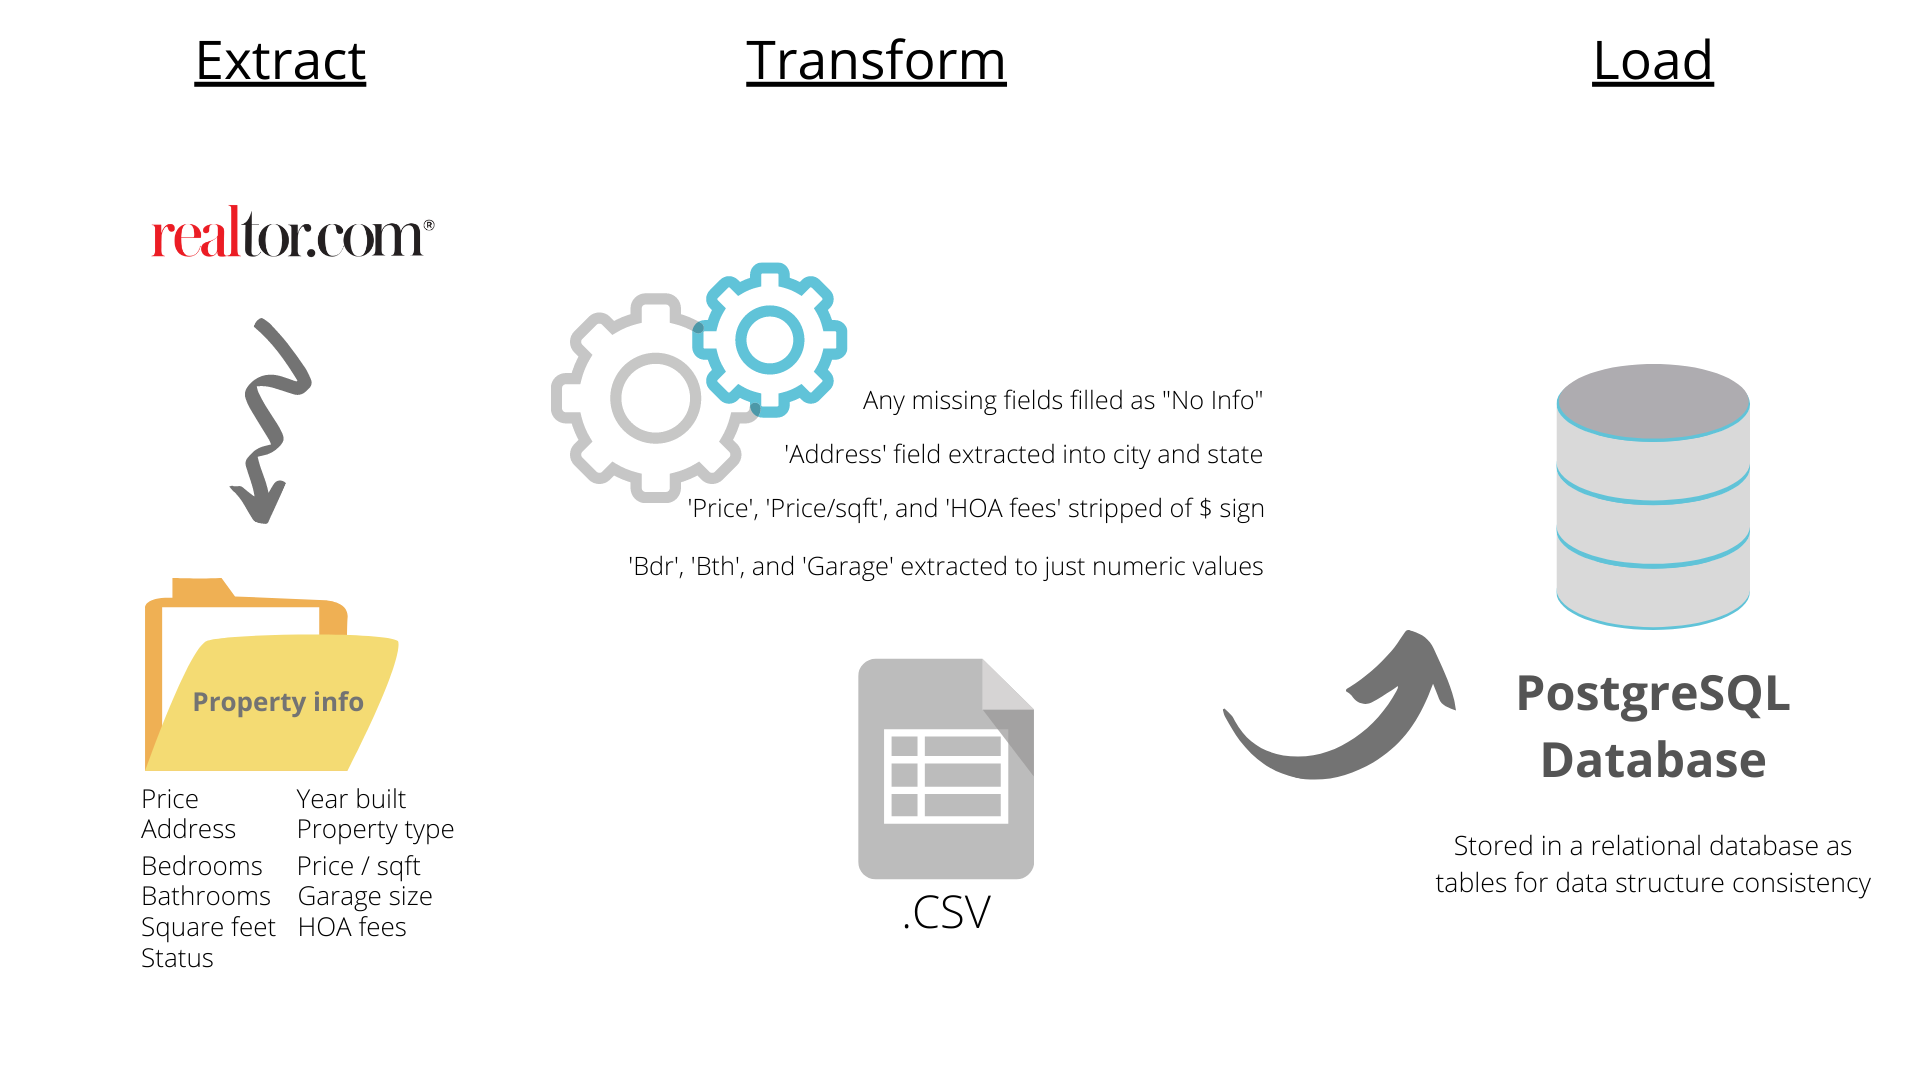 Extract
Transform
Load
realtor.com®
Any missing fields filled as "No Info"
'Address' field extracted into city and state
'Price', 'Price/sqft', and 'HOA fees' stripped of $ sign
'Bdr', 'Bth', and 'Garage' extracted to just numeric values
Property info
Price
Address
Bedrooms
Bathrooms
Square feet
Status
Year built
Property type
Price / sqft
Garage size
HOA fees
.CSV
PostgreSQL
Database
Stored in a relational database as
tables for data structure consistency